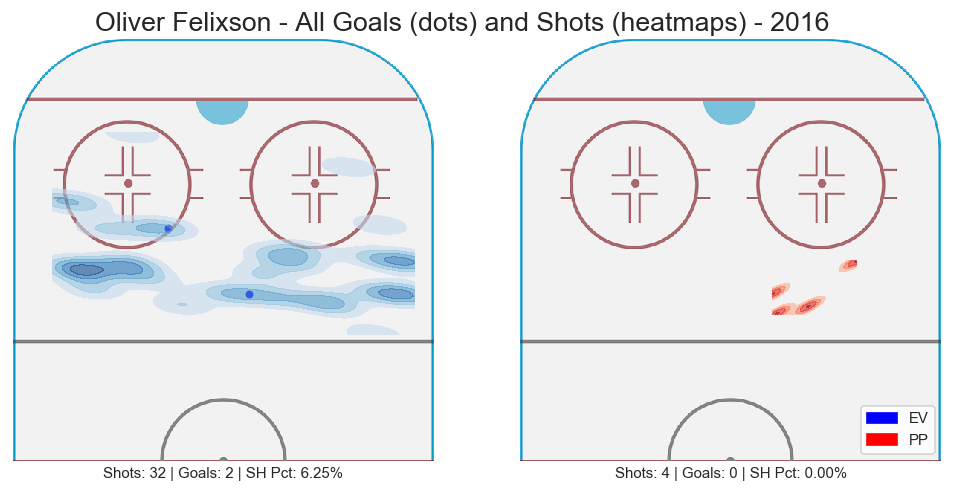 Oliver Felixson - All Goals (dots) and Shots (heatmaps) - 2016
EV
PP
Shots: 32 | Goals: 2 | SH Pct: 6.25%
Shots: 4 | Goals: 0 | SH Pct: 0.00%